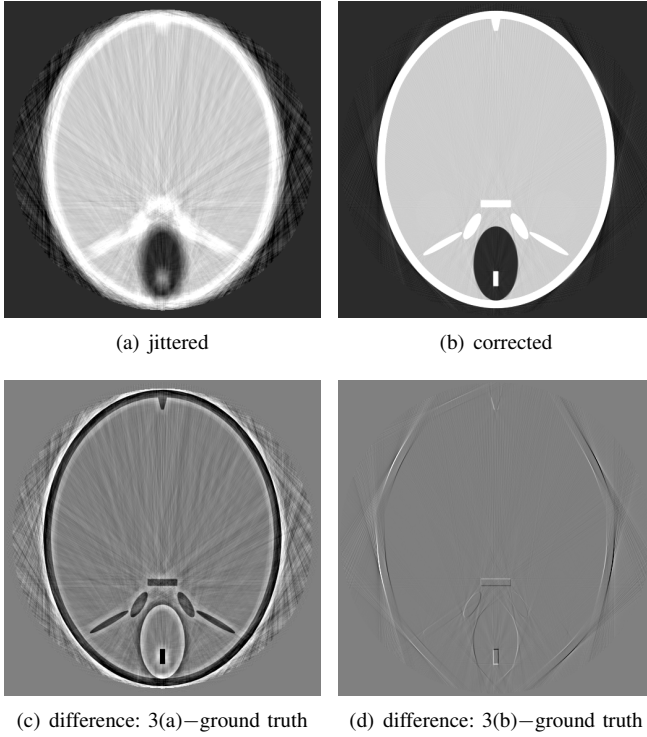 (a) jittered
(b) corrected
(c) difference: 3(a)−ground truth
(d) difference: 3(b)−ground truth